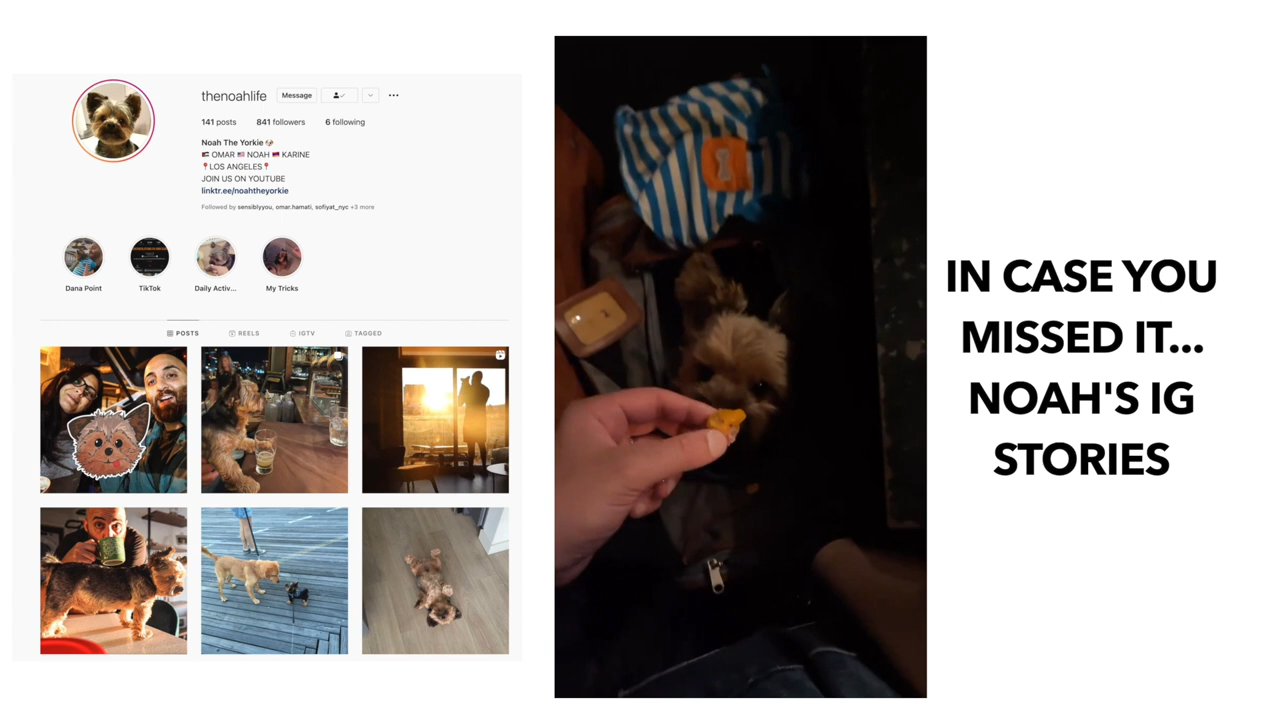 thenoahlife Message
141 posts 841 followers 6 following
Noah The Yorkie
OMAR NOAH KARINE
LOS ANGELES
JOIN US ON YOUTUBE
linktr.ee/noahtheyorkie
Followed by sensiblyyou, omar.hamati, sofiyat_nyc +3 more
Dana Point TikTok Daily Activ... My Tricks
POSTS REELS IGTV TAGGED
IN CASE YOU
MISSED IT...
NOAH'S IG
STORIES